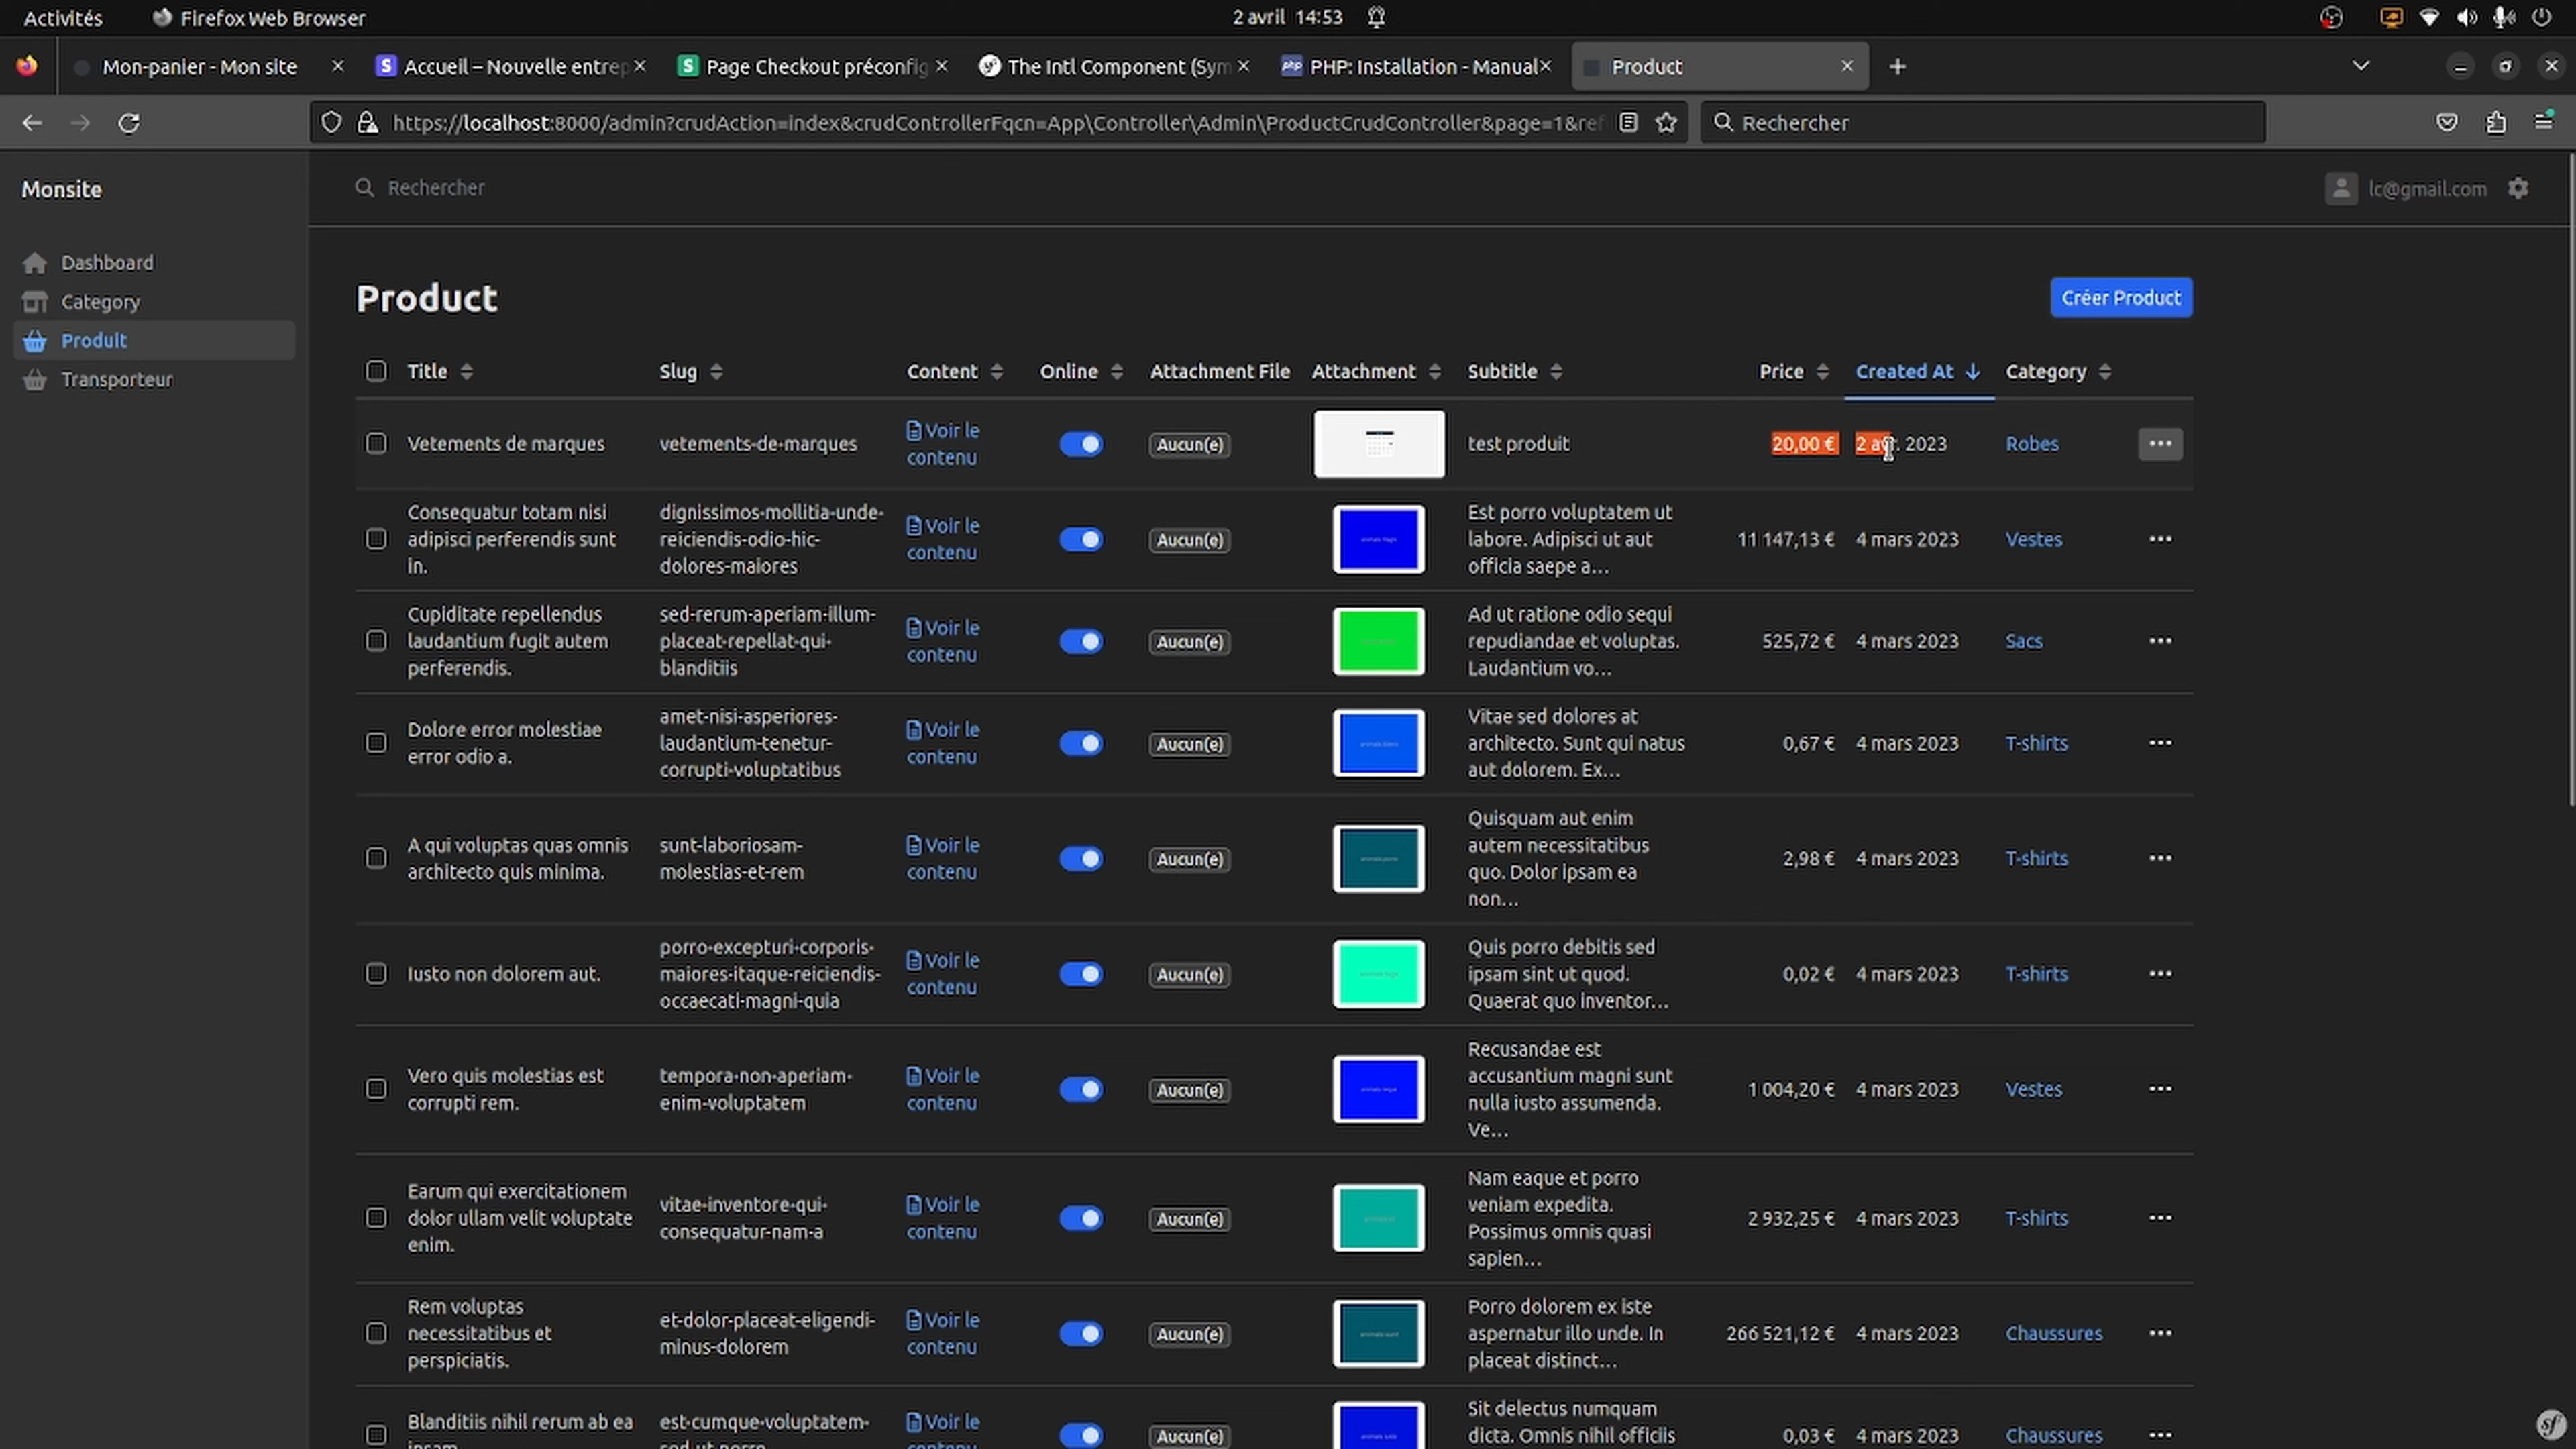 Activités
Firefox Web Browser
2 avril 14:53
Mon-panier - Mon site
Accueil – Nouvelle entrep
Page Checkout préconfig
The Intl Component (Sym
PHP: Installation - Manual
Product
https://localhost:8000/admin?crudAction=index&crudControllerFqcn=App\Controller\Admin\ProductCrudController&page=1&ref
Rechercher
Monsite
Rechercher
lc@gmail.com
Dashboard
Category
Produit
Transporteur
Product
Créer Product
Title Slug Content Online Attachment File Attachment Subtitle Price Created At Category
Vetements de marques
vetements-de-marques
Voir le
contenu
Aucun(e)
test produit
20,00 €
2 avr. 2023
Robes
Consequatur totam nisi
adipisci perferendis sunt
in.
dignissimos-mollitia-unde-
reiciendis-odio-hic-
dolores-maiores
Voir le
contenu
Aucun(e)
Est porro voluptatem ut
labore. Adipisci ut aut
officia saepe a...
11 147,13 €
4 mars 2023
Vestes
Cupiditate repellendus
laudantium fugit autem
perferendis.
sed-rerum-aperiam-illum-
placeat-repellat-qui-
blanditiis
Voir le
contenu
Aucun(e)
Ad ut ratione odio sequi
repudiandae et voluptas.
Laudantium vo...
525,72 €
4 mars 2023
Sacs
Dolore error molestiae
error odio a.
amet-nisi-asperiores-
laudantium-tenetur-
corrupti-voluptatibus
Voir le
contenu
Aucun(e)
Vitae sed dolores at
architecto. Sunt qui natus
aut dolorem. Ex...
0,67 €
4 mars 2023
T-shirts
A qui voluptas quas omnis
architecto quis minima.
sunt-laboriosam-
molestias-et-rem
Voir le
contenu
Aucun(e)
Quisquam aut enim
autem necessitatibus
quo. Dolor ipsam ea
non...
2,98 €
4 mars 2023
T-shirts
Iusto non dolorem aut.
porro-excepturi-corporis-
maiores-itaque-reiciendis-
occaecati-magni-quia
Voir le
contenu
Aucun(e)
Quis porro debitis sed
ipsam sint ut quod.
Quaerat quo inventor...
0,02 €
4 mars 2023
T-shirts
Vero quis molestias est
corrupti rem.
tempora-non-aperiam-
enim-voluptatem
Voir le
contenu
Aucun(e)
Recusandae est
accusantium magni sunt
nulla iusto assumenda.
Ve...
1 004,20 €
4 mars 2023
Vestes
Earum qui exercitationem
dolor ullam velit voluptate
enim.
vitae-inventore-qui-
consequatur-nam-a
Voir le
contenu
Aucun(e)
Nam eaque et porro
veniam expedita.
Possimus omnis quasi
sapien...
2 932,25 €
4 mars 2023
T-shirts
Rem voluptas
necessitatibus et
perspiciatis.
et-dolor-placeat-eligendi-
minus-dolorem
Voir le
contenu
Aucun(e)
Porro dolorem ex iste
aspernatur illo unde. In
placeat distinct...
266 521,12 €
4 mars 2023
Chaussures
Blanditiis nihil rerum ab ea
est-cumque-voluptatem-
Voir le
Aucun(e)
Sit delectus numquam
dicta. Omnis nihil officiis
0,03 €
4 mars 2023
Chaussures